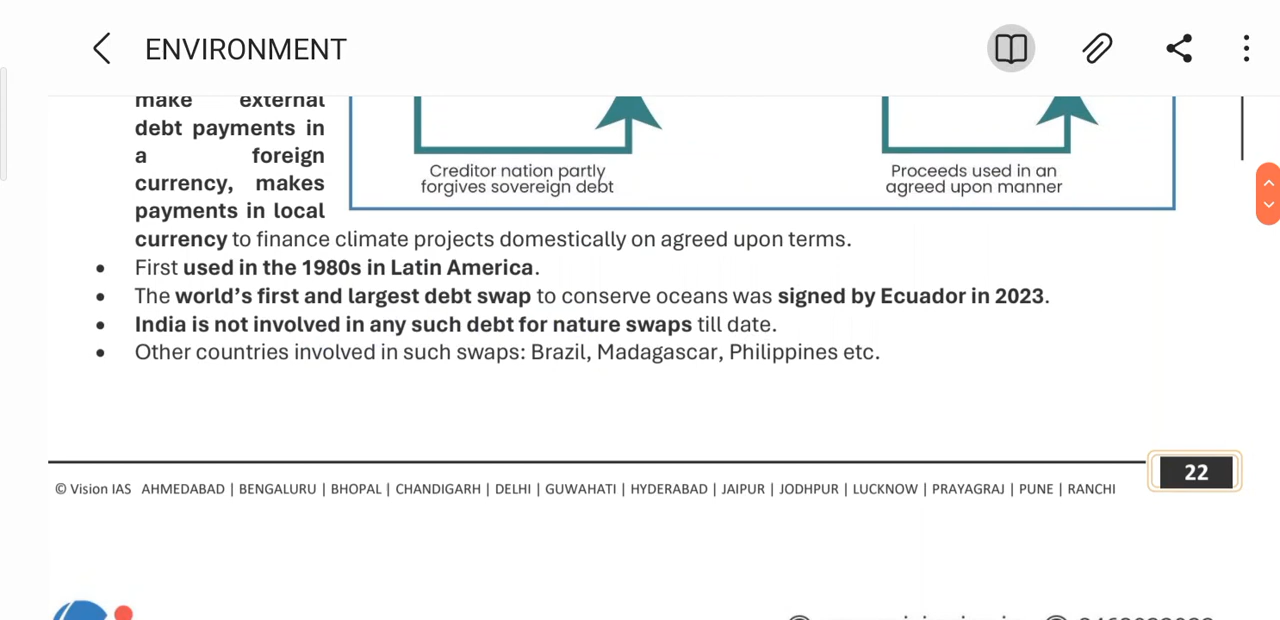 ENVIRONMENT
make external
debt payments in
a foreign
currency, makes
payments in local
currency to finance climate projects domestically on agreed upon terms.
Creditor nation partly
forgives sovereign debt
Proceeds used in an
agreed upon manner
• First used in the 1980s in Latin America.
• The world's first and largest debt swap to conserve oceans was signed by Ecuador in 2023.
• India is not involved in any such debt for nature swaps till date.
• Other countries involved in such swaps: Brazil, Madagascar, Philippines etc.
22
© Vision IAS AHMEDABAD | BENGALURU | BHOPAL | CHANDIGARH | DELHI | GUWAHATI | HYDERABAD | JAIPUR | JODHPUR | LUCKNOW | PRAYAGRAJ | PUNE | RANCHI